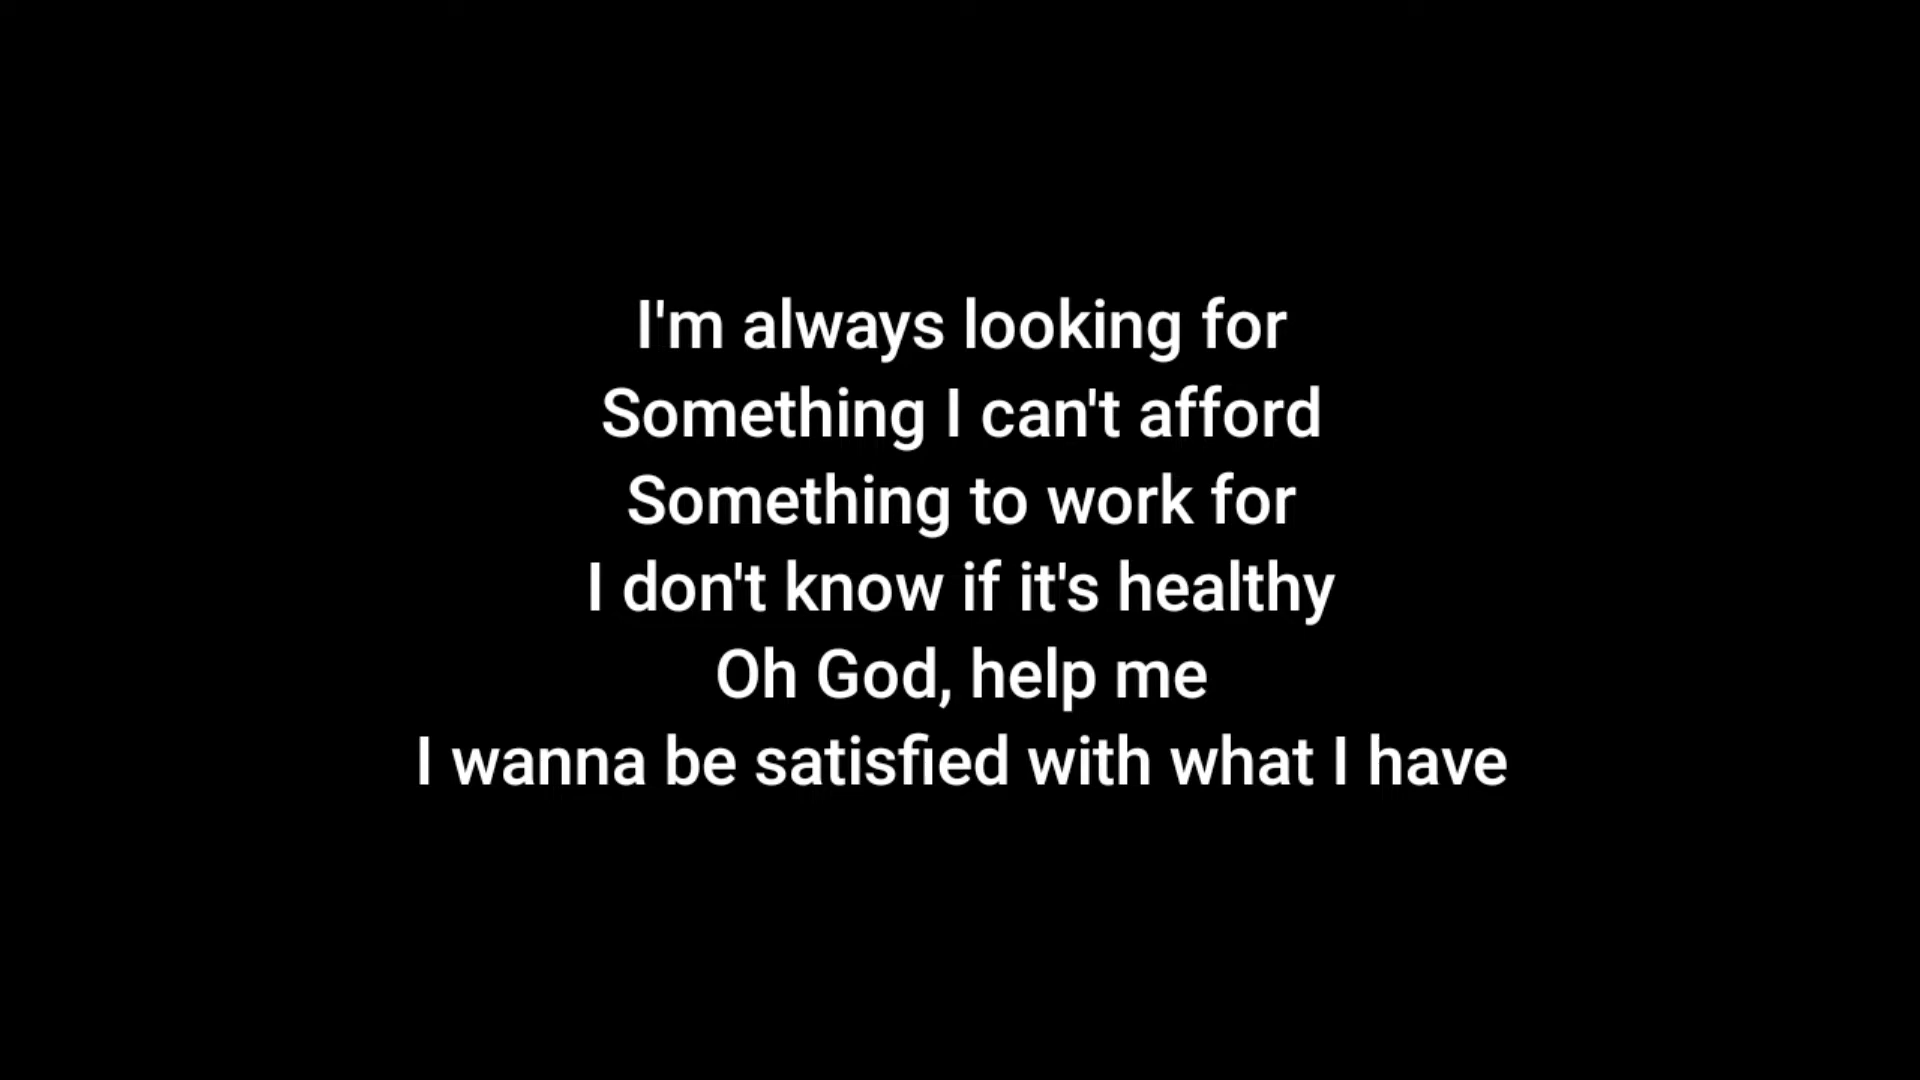 I'm always looking for
Something I can't afford
Something to work for
I don't know if it's healthy
Oh God, help me
I wanna be satisfied with what I have